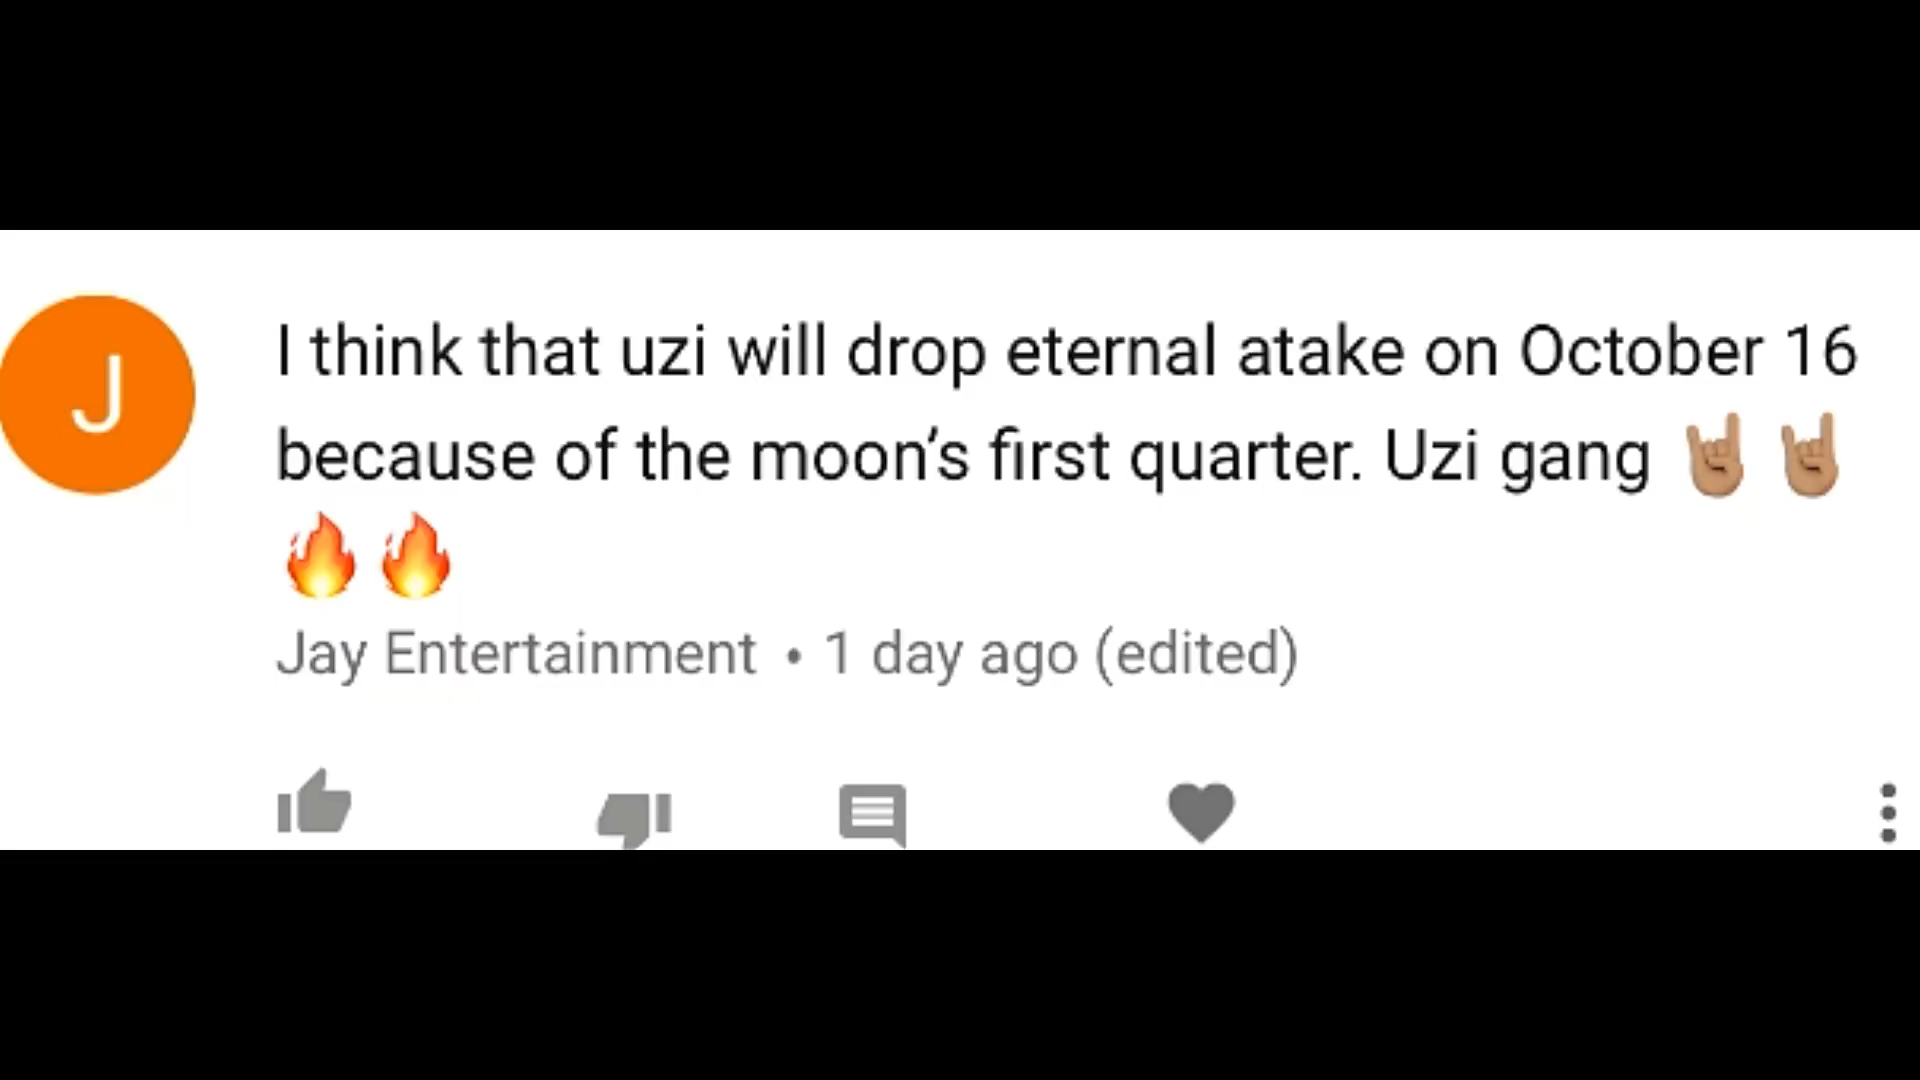 J
I think that uzi will drop eternal atake on October 16
because of the moon's first quarter. Uzi gang 🤘🏽 🤘🏽
🔥 🔥
Jay Entertainment • 1 day ago (edited)